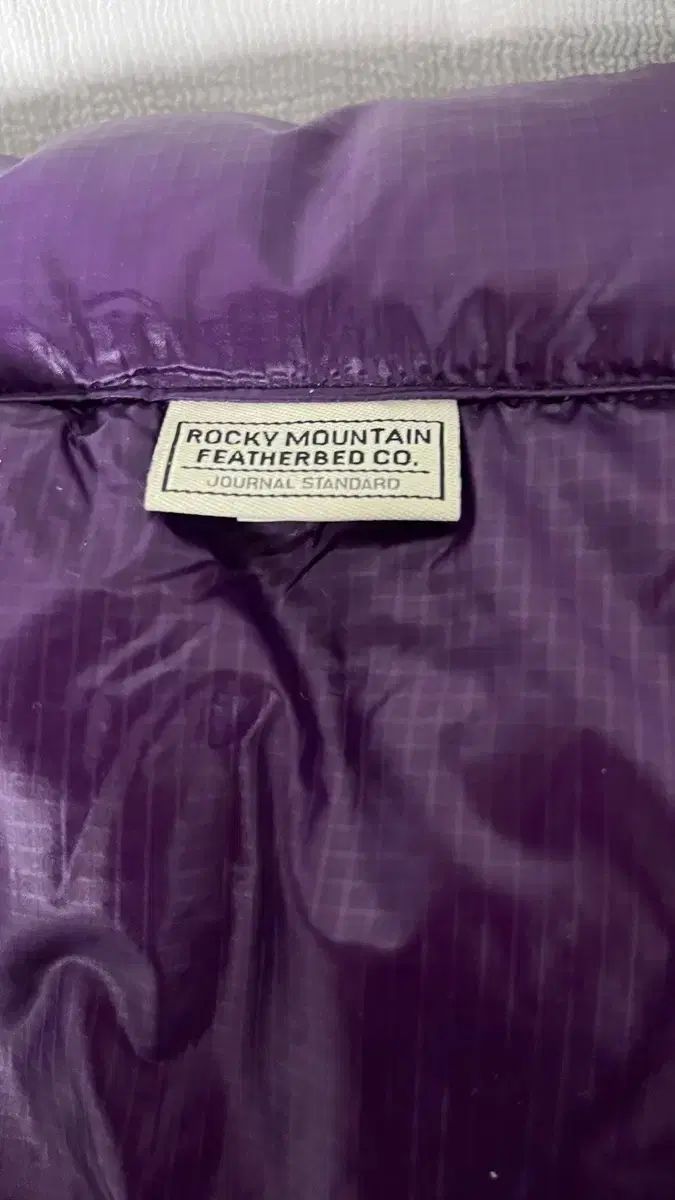 ROCKY MOUNTAIN
FEATHERBED CO.
JOURNAL STANDARD